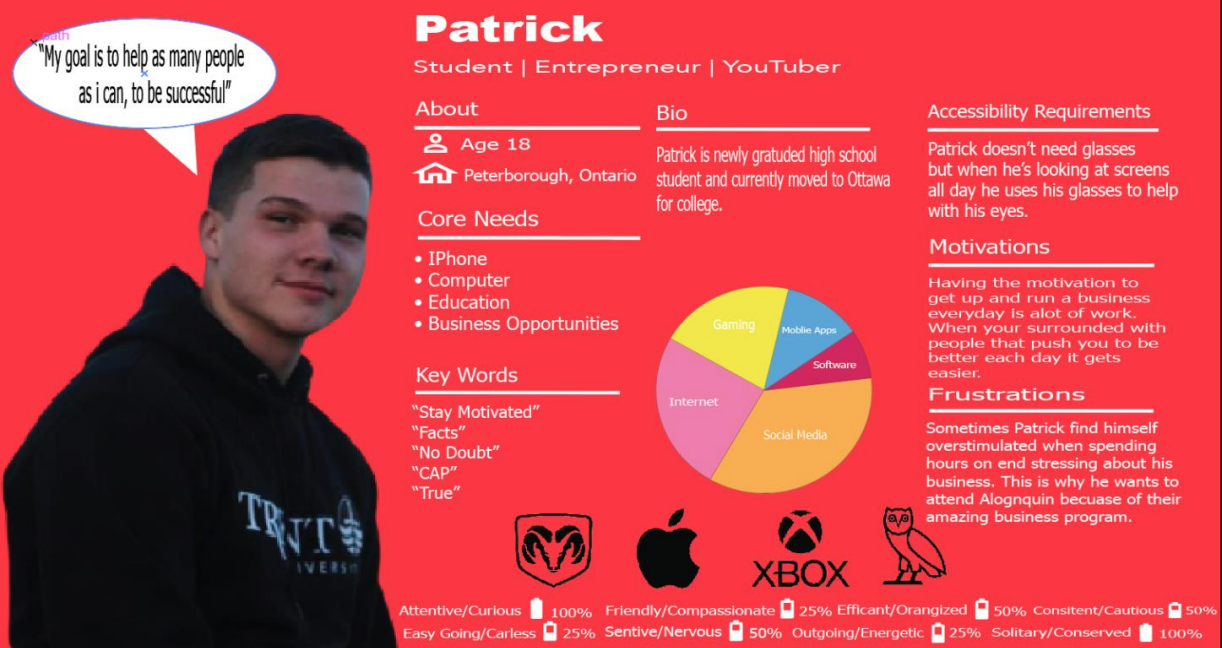 path
“My goal is to help as many people
as i can, to be successful”
Patrick
Student | Entrepreneur | YouTuber
About
Age 18
Peterborough, Ontario
Core Needs
• IPhone
• Computer
• Education
• Business Opportunities
Key Words
“Stay Motivated”
“Facts”
“No Doubt”
“CAP”
“True”
Bio
Patrick is newly gratuded high school
student and currently moved to Ottawa
for college.
Gaming
Moblie Apps
Software
Internet
Social Media
Accessibility Requirements
Patrick doesn’t need glasses
but when he’s looking at screens
all day he uses his glasses to help
with his eyes.
Motivations
Having the motivation to
get up and run a business
everyday is alot of work.
When your surrounded with
people that push you to be
better each day it gets
easier.
Frustrations
Sometimes Patrick find himself
overstimulated when spending
hours on end stressing about his
business. This is why he wants to
attend Alognquin becuase of their
amazing business program.
XBOX
Attentive/Curious 100% Friendly/Compassionate 25% Efficant/Orangized 50% Consitent/Cautious 50%
Easy Going/Carless 25% Sentive/Nervous 50% Outgoing/Energetic 25% Solitary/Conserved 100%